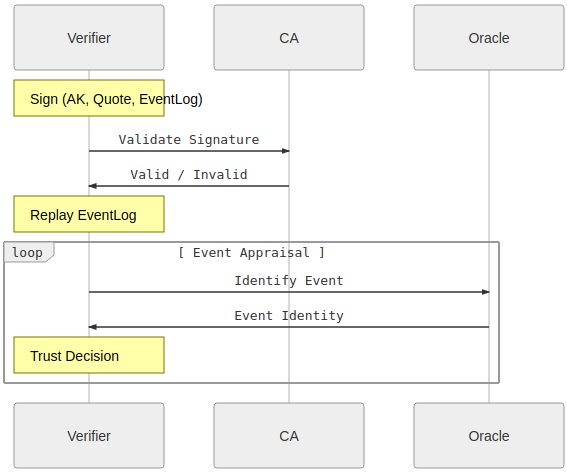 Verifier
CA
Oracle
Sign (AK, Quote, EventLog)
Validate Signature
Valid / Invalid
Replay EventLog
loop
[ Event Appraisal ]
Identify Event
Event Identity
Trust Decision
Verifier
CA
Oracle